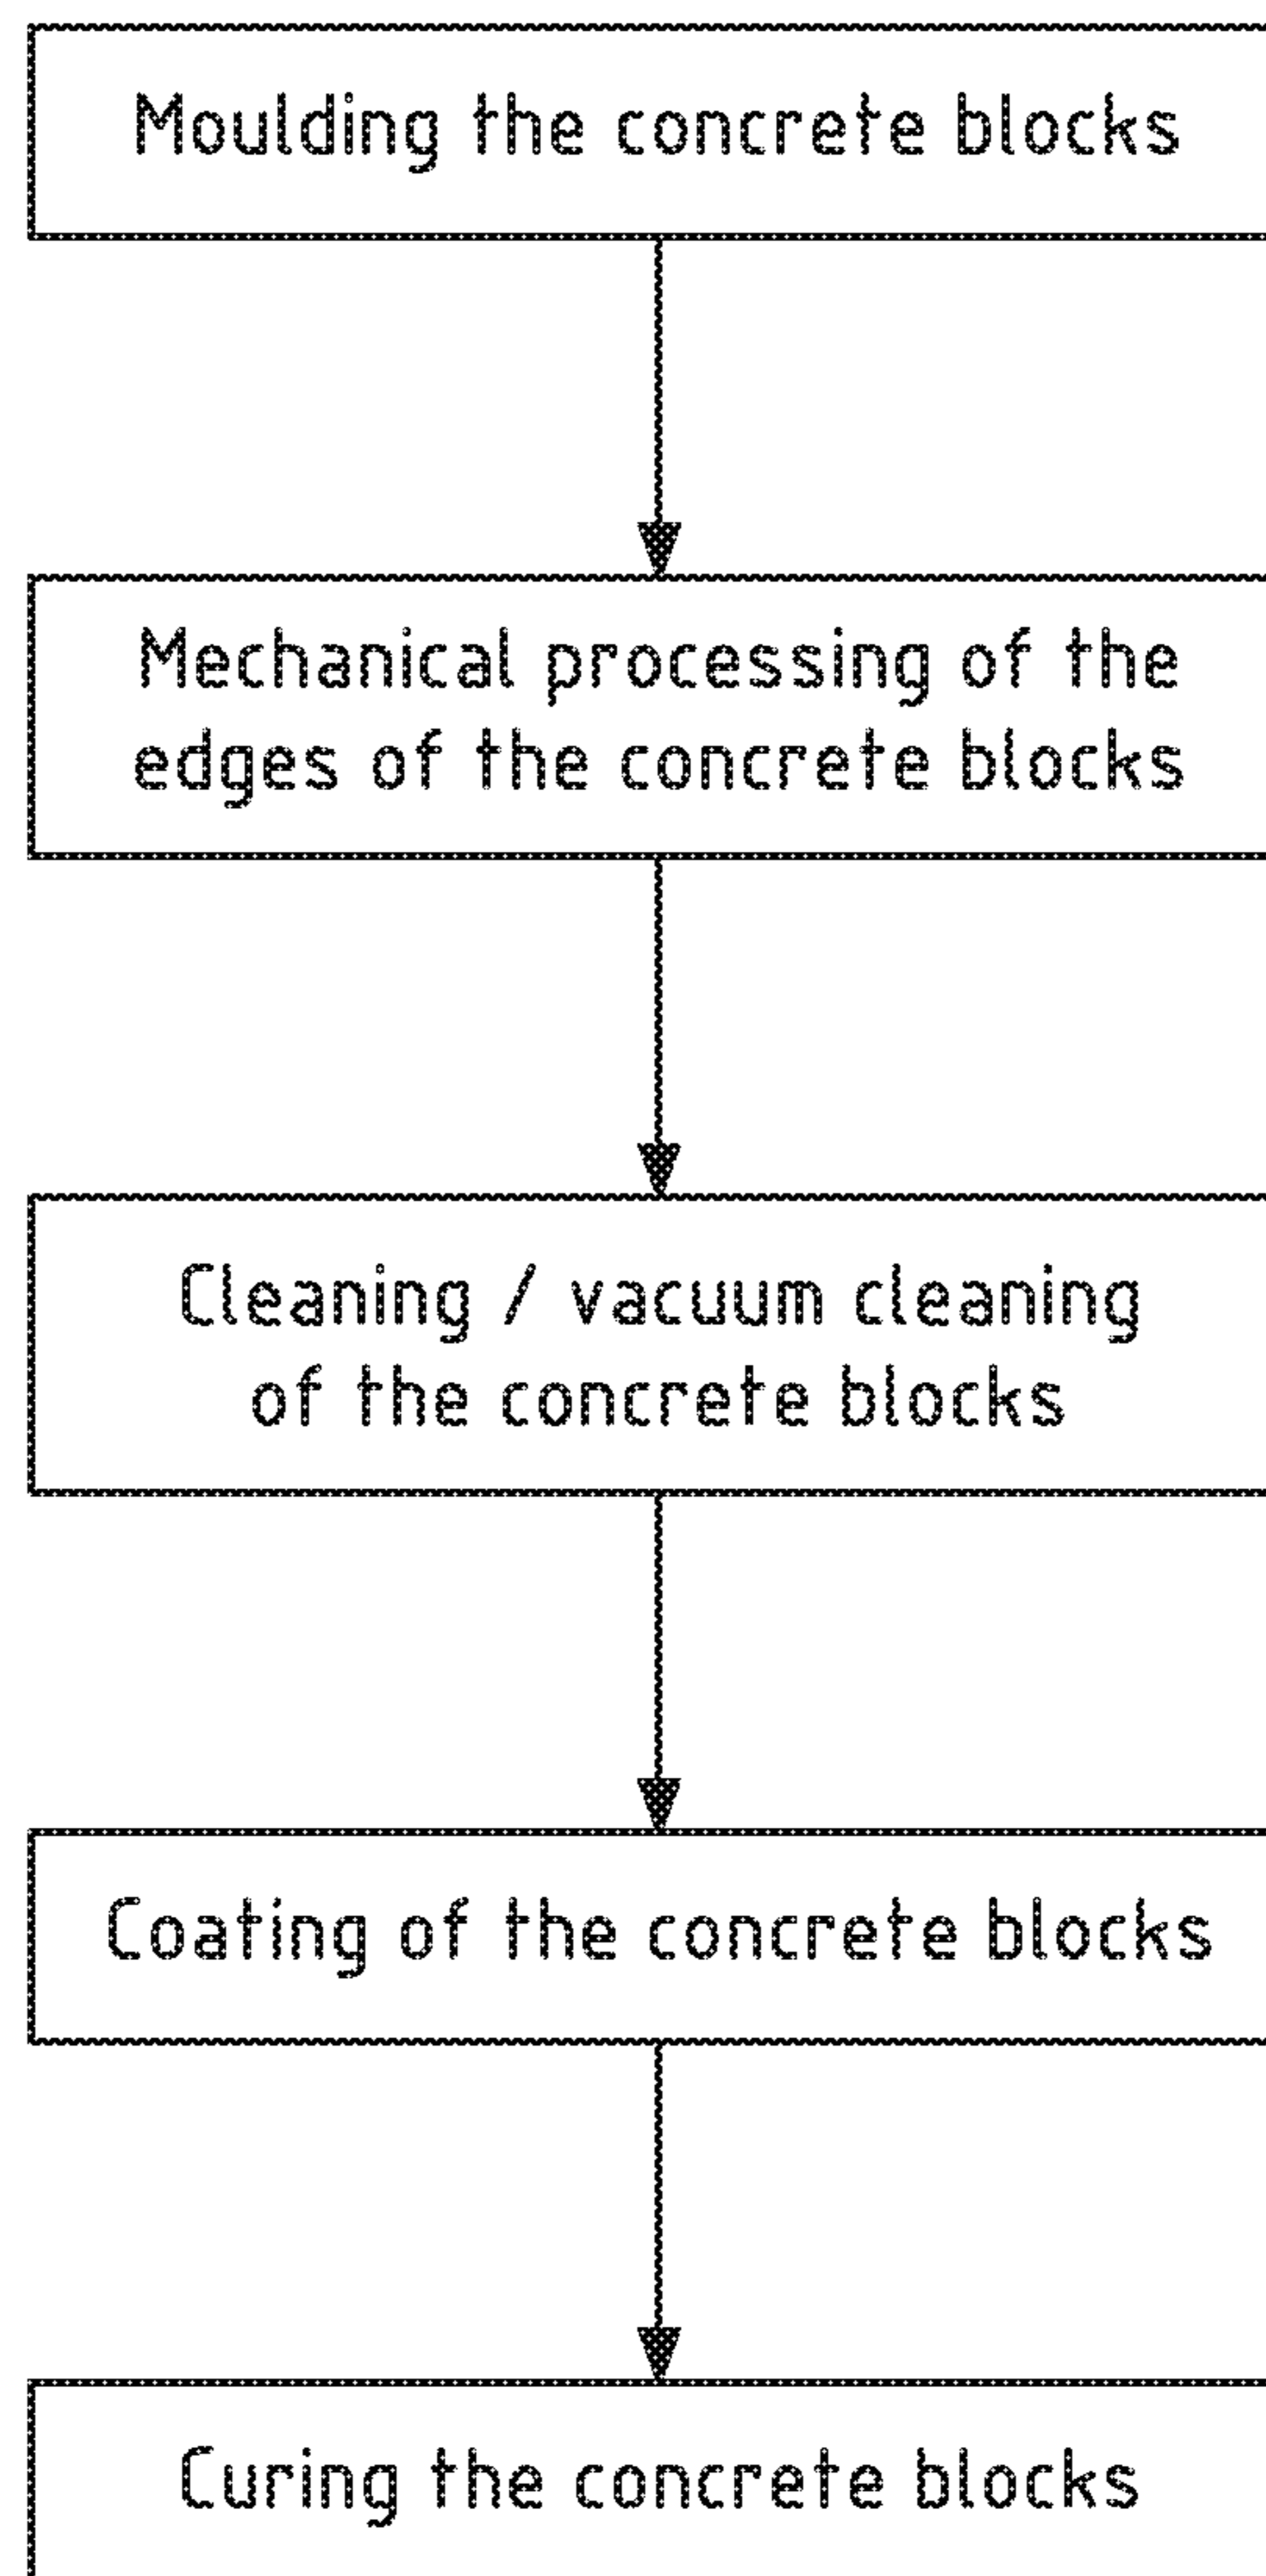 Moulding the concrete blocks
Mechanical processing of the
edges of the concrete blocks
Cleaning / vacuum cleaning
of the concrete blocks
Coating of the concrete blocks
Curing the concrete blocks